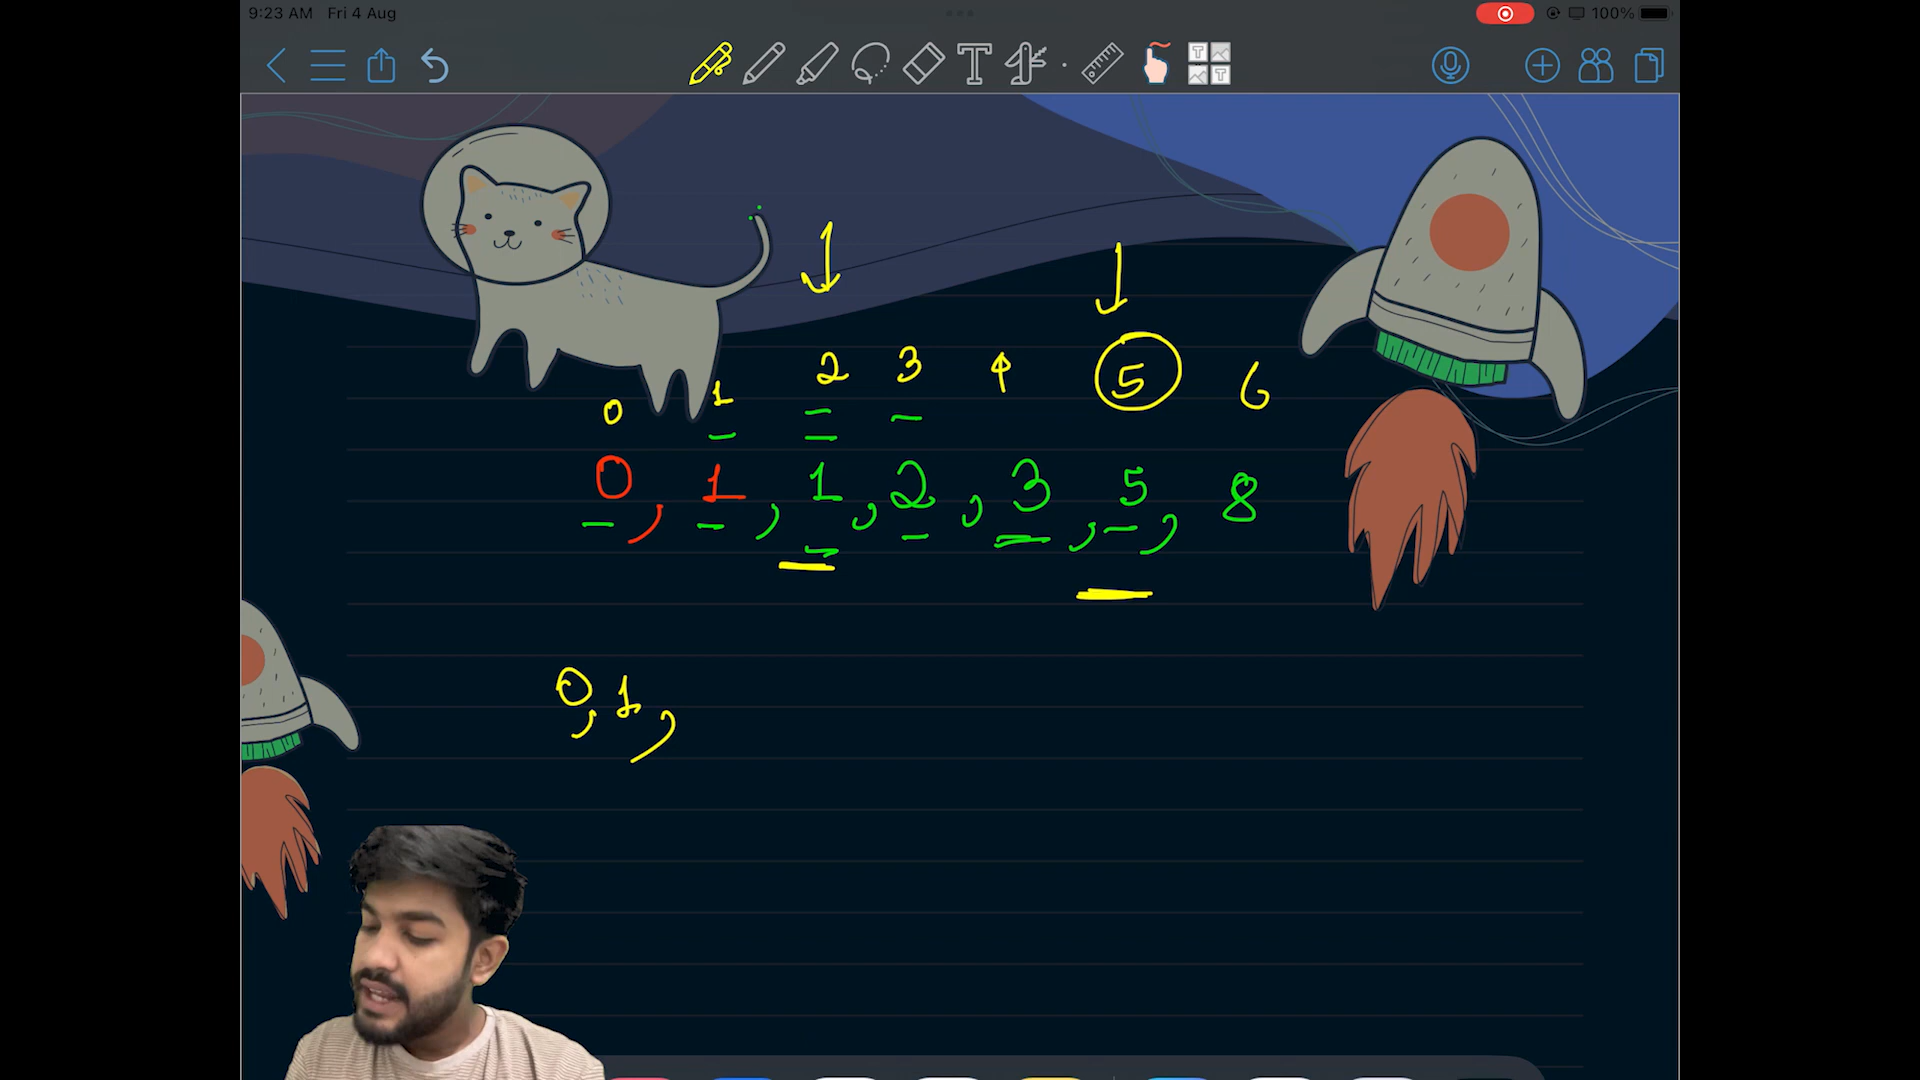 9:23 AM Fri 4 Aug 100%
0 1 2 3 4 5 6
0, 1, 1, 2, 3, 5, 8
0, 1,